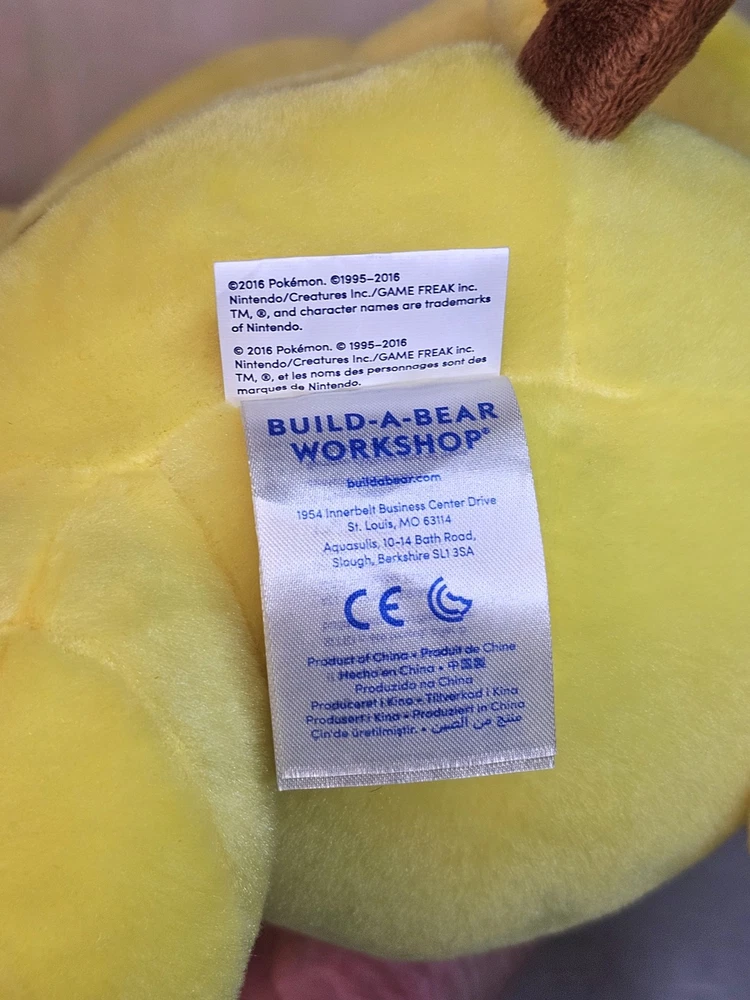 ©2016 Pokémon. ©1995–2016
Nintendo/Creatures Inc./GAME FREAK inc.
TM, ®, and character names are trademarks
of Nintendo.
© 2016 Pokémon. © 1995–2016
Nintendo/Creatures Inc./GAME FREAK inc.
TM, ®, et les noms des personnages sont des
marques de Nintendo.
BUILD-A-BEAR
WORKSHOP®
buildabear.com
1954 Innerbelt Business Center Drive
St. Louis, MO 63114
Aquasulis, 10-14 Bath Road,
Slough, Berkshire SL1 3SA
CE
Product of China • Produit de Chine
Hecho en China • 中国製
Produzido na China
Produceret i Kina • Tillverkad i Kina
Produsert i Kina • Produziert in China
Çin'de üretilmiştir. • منتج من الصين